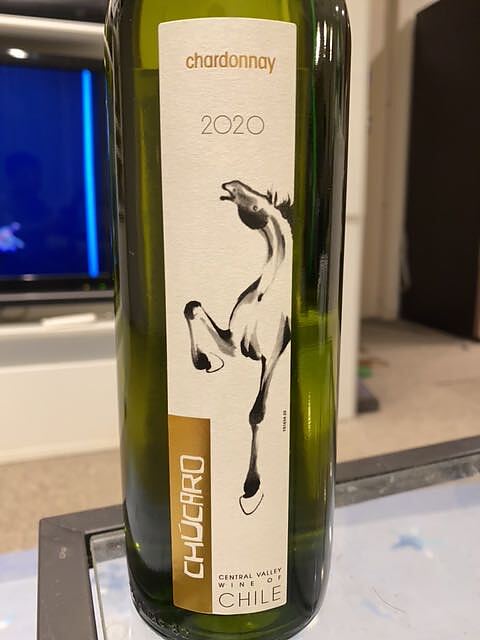 chardonnay
2020
CHÚCARO
CENTRAL VALLEY
WINE OF
CHILE